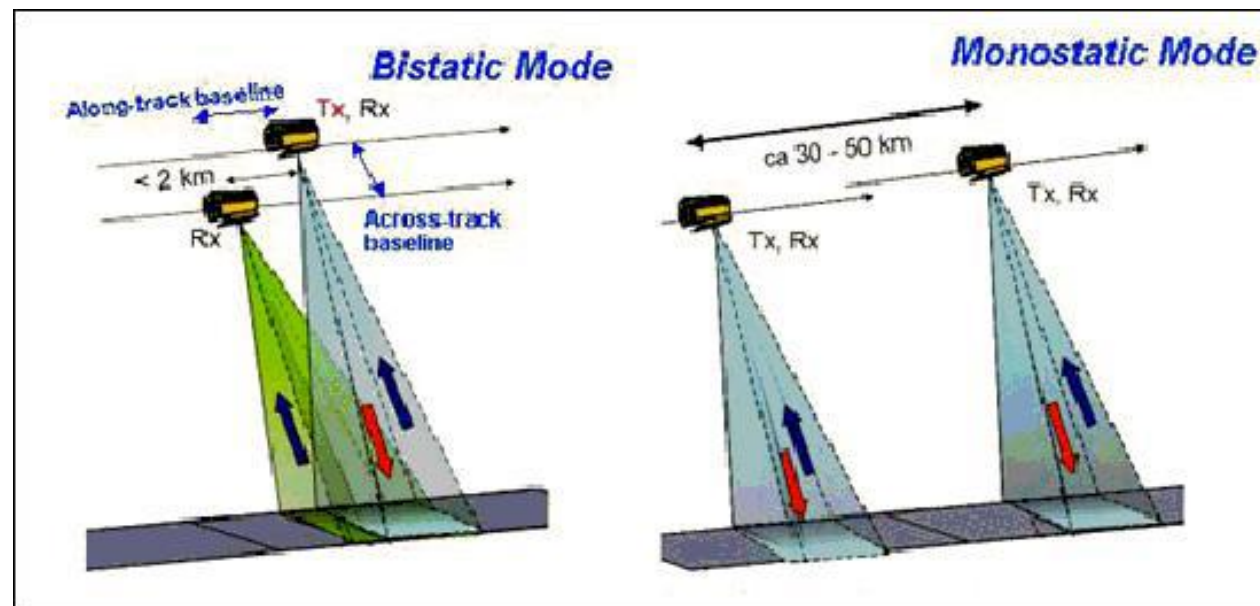 Bistatic Mode
Along-track baseline
Tx, Rx
< 2 km
Rx
Across-track
baseline
Monostatic Mode
ca 30 - 50 km
Tx, Rx
Tx, Rx